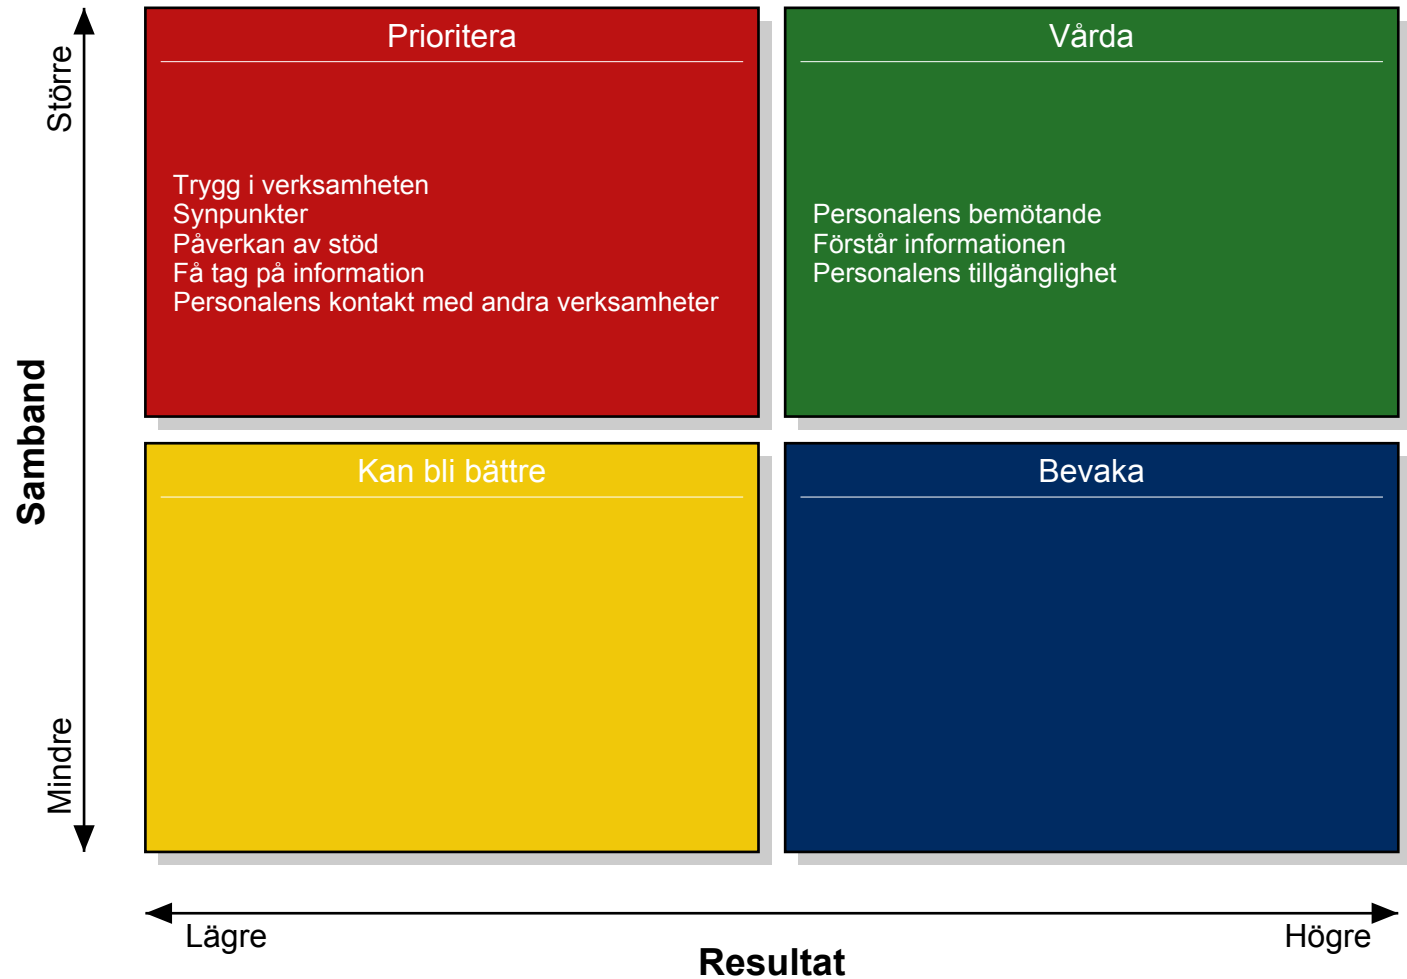 Större
Mindre
Samband
Prioritera
Trygg i verksamheten
Synpunkter
Påverkan av stöd
Få tag på information
Personalens kontakt med andra verksamheter
Vårda
Personalens bemötande
Förstår informationen
Personalens tillgänglighet
Kan bli bättre
Bevaka
Lägre
Högre
Resultat